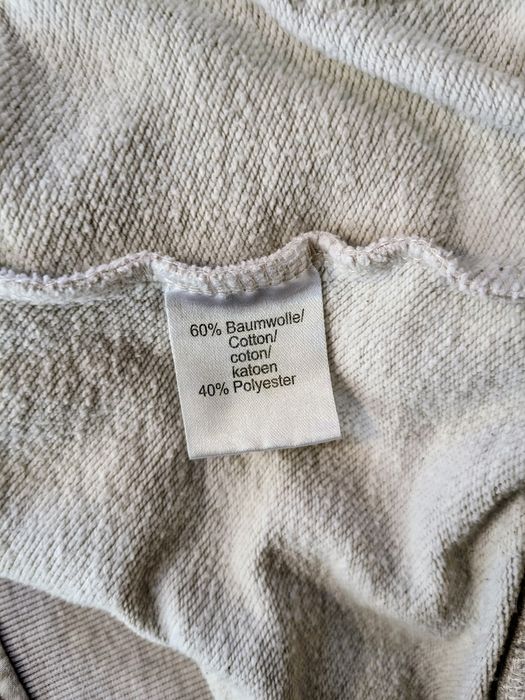 60% Baumwolle/
Cotton/
coton/
katoen
40% Polyester